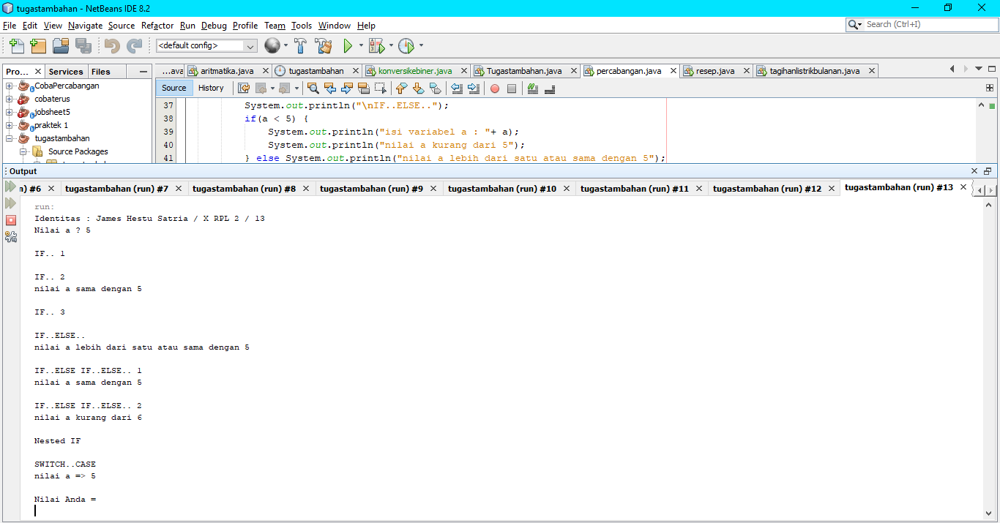 tugastambahan - NetBeans IDE 8.2
File Edit View Navigate Source Refactor Run Debug Profile Team Tools Window Help
Search (Ctrl+I)
<default config>
Pro... Services Files
...ava aritmatika.java tugastambahan konversikebiner.java Tugastambahan.java percabangan.java resep.java tagihanlistrikbulanan.java
CobaPercabangan
cobaterus
jobsheet5
praktek 1
tugastambahan
Source Packages
Source History
37 System.out.println("\nIF..ELSE..");
38 if(a < 5) {
39 System.out.println("isi variabel a : "+ a);
40 System.out.println("nilai a kurang dari 5");
41 } else System.out.println("nilai a lebih dari satu atau sama dengan 5");
Output
n) #6 tugastambahan (run) #7 tugastambahan (run) #8 tugastambahan (run) #9 tugastambahan (run) #10 tugastambahan (run) #11 tugastambahan (run) #12 tugastambahan (run) #13
run:
Identitas : James Hestu Satria / X RPL 2 / 13
Nilai a ? 5
IF.. 1
IF.. 2
nilai a sama dengan 5
IF.. 3
IF..ELSE..
nilai a lebih dari satu atau sama dengan 5
IF..ELSE IF..ELSE.. 1
nilai a sama dengan 5
IF..ELSE IF..ELSE.. 2
nilai a kurang dari 6
Nested IF
SWITCH..CASE
nilai a => 5
Nilai Anda =